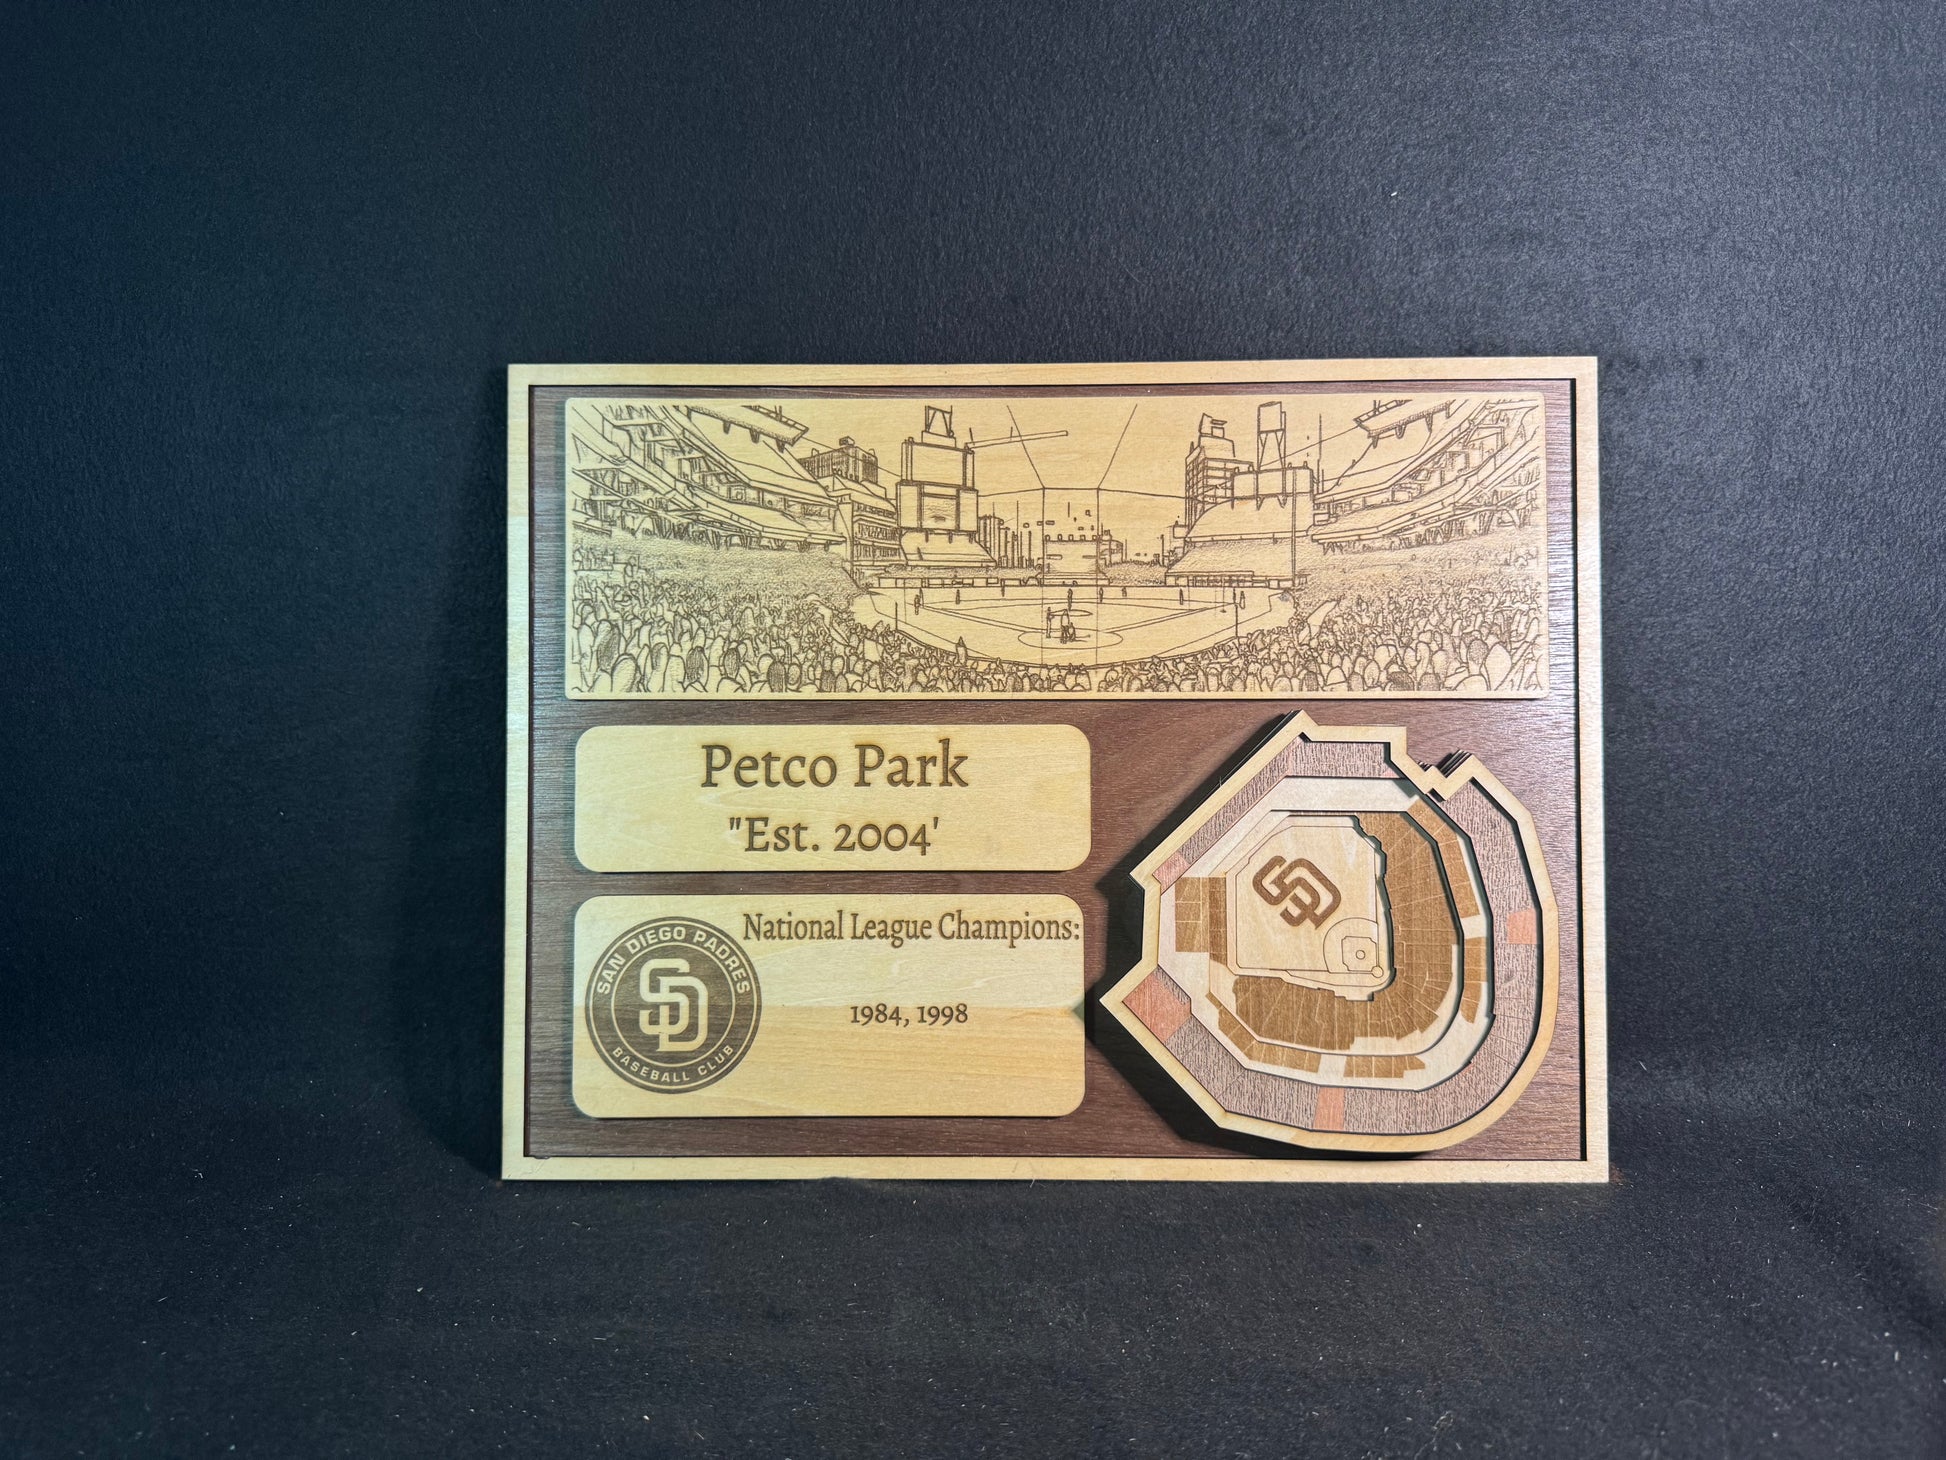 Petco Park
"Est. 2004'
National League Champions:
1984, 1998
SAN DIEGO PADRES
SD
BASEBALL CLUB
SD